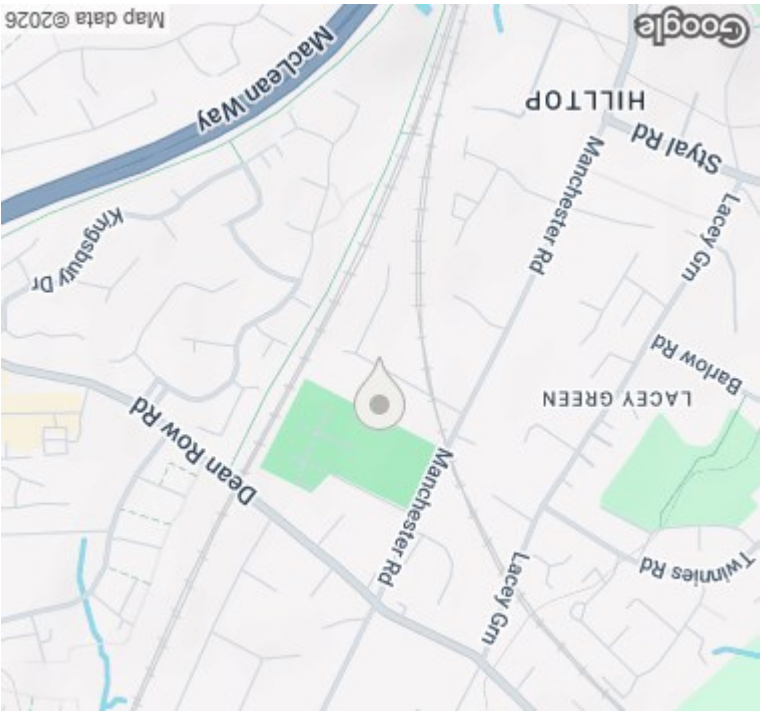 Lacey Grn
Twinnies Rd
Manchester Rd
Dean Row Rd
LACEY GREEN
Barlow Rd
Kingsbury Dr
Lacey Grn
Manchester Rd
Styal Rd
HILLTOP
MacLean Way
Google
Map data ©2026